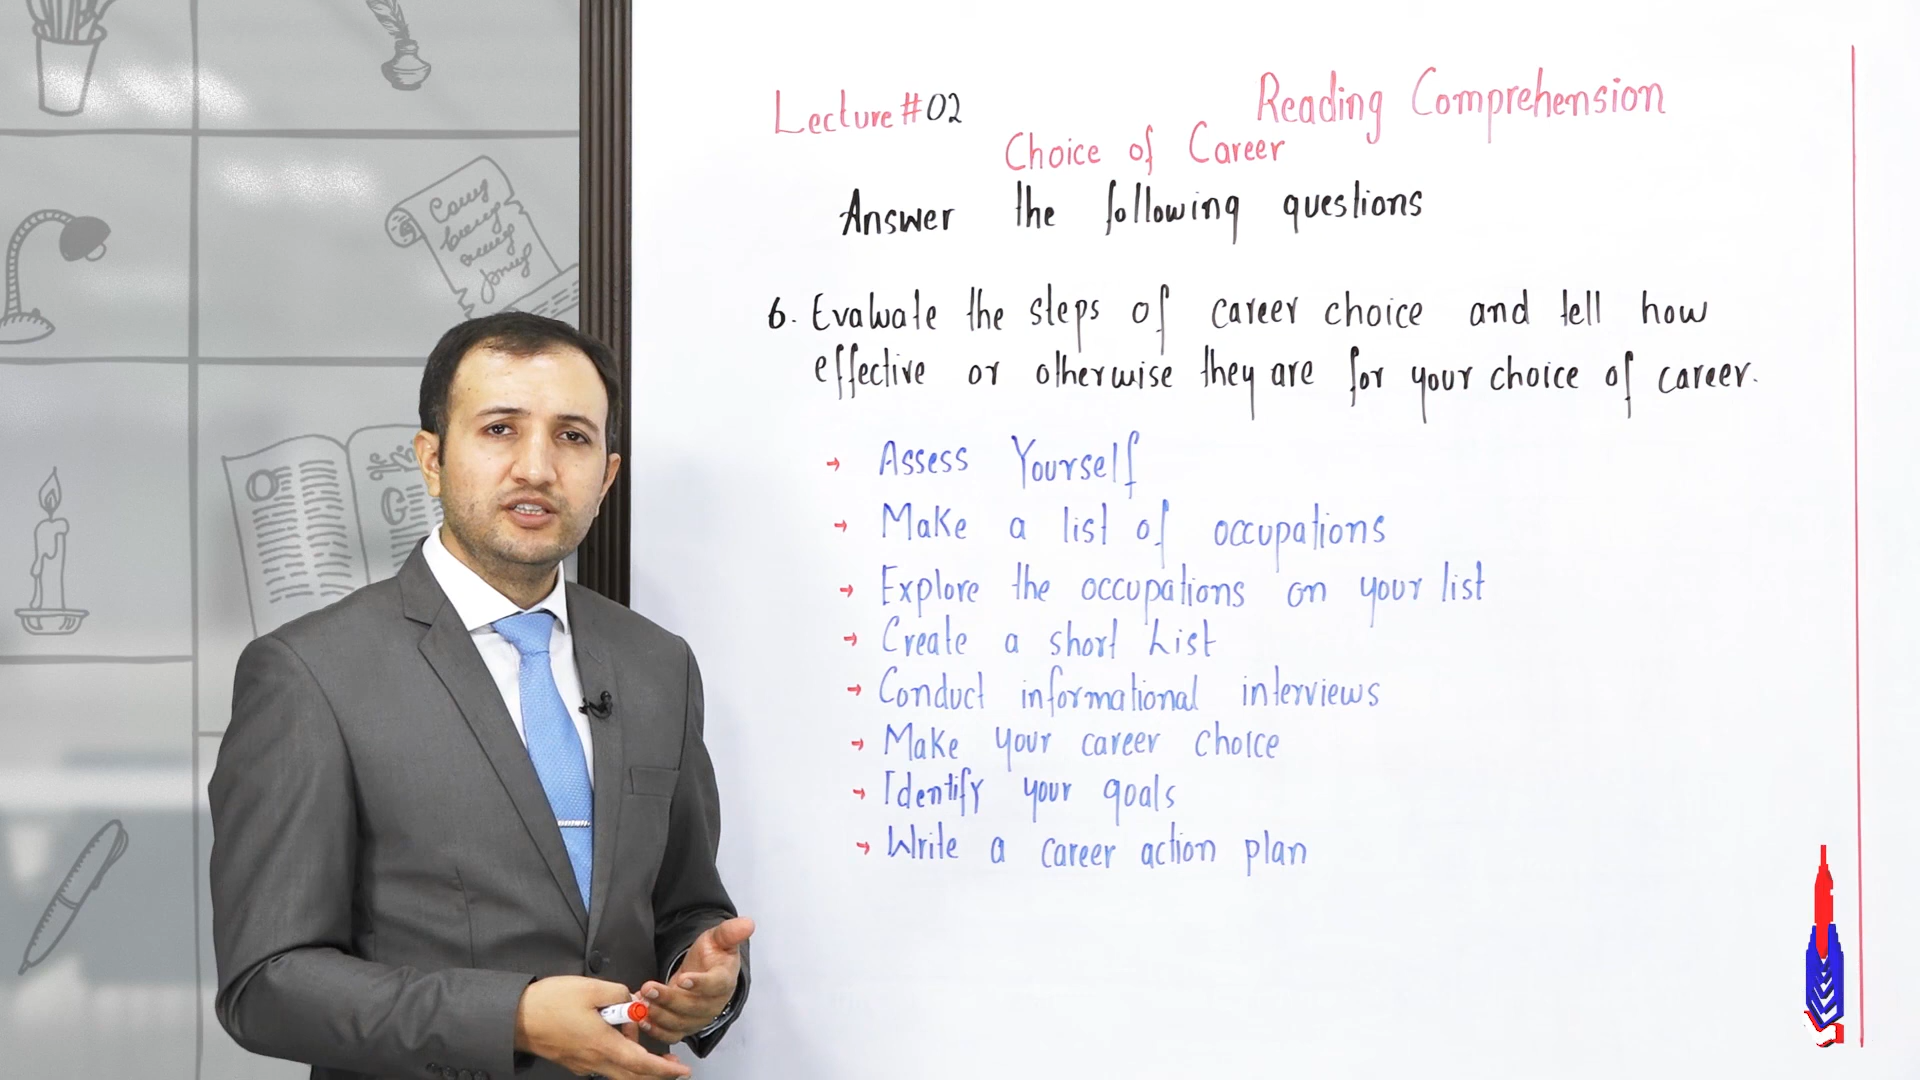 Lecture #02
Reading Comprehension
Choice of Career
Answer the following questions
6. Evaluate the steps of career choice and tell how
effective or otherwise they are for your choice of career.
→ Assess Yourself
→ Make a list of occupations
→ Explore the occupations on your list
→ Create a short List
→ Conduct informational interviews
→ Make your career choice
→ Identify your goals
→ Write a career action plan